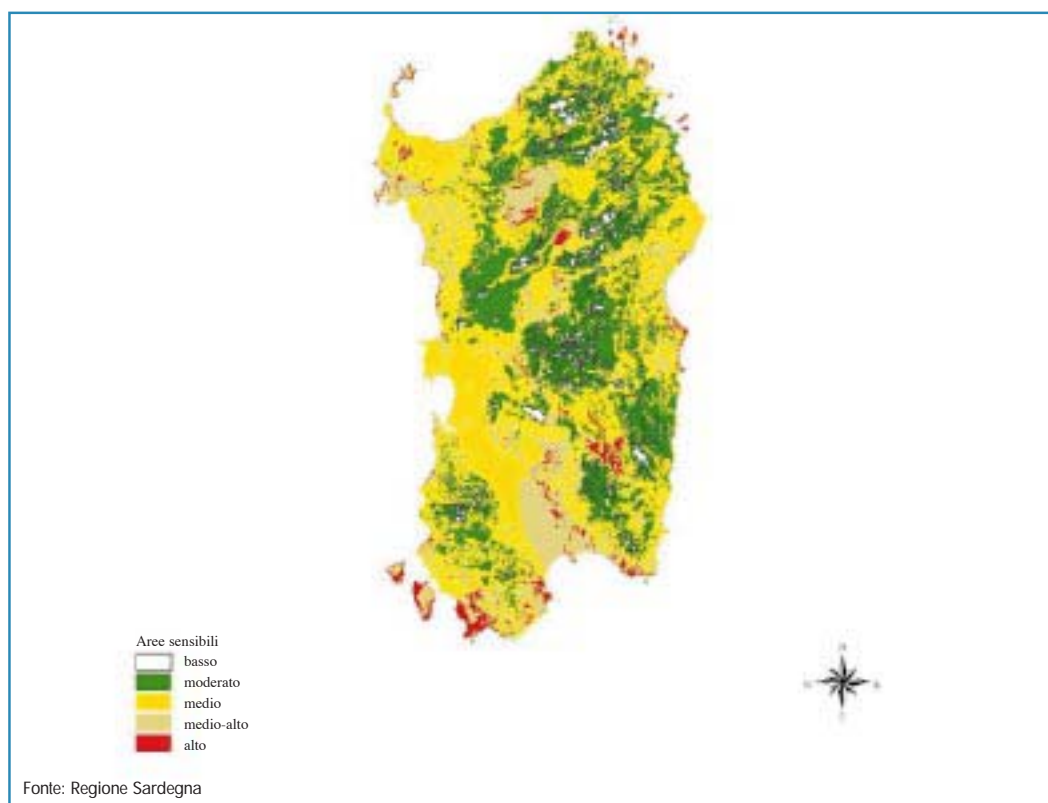 Aree sensibili
basso
moderato
medio
medio-alto
alto
Fonte: Regione Sardegna